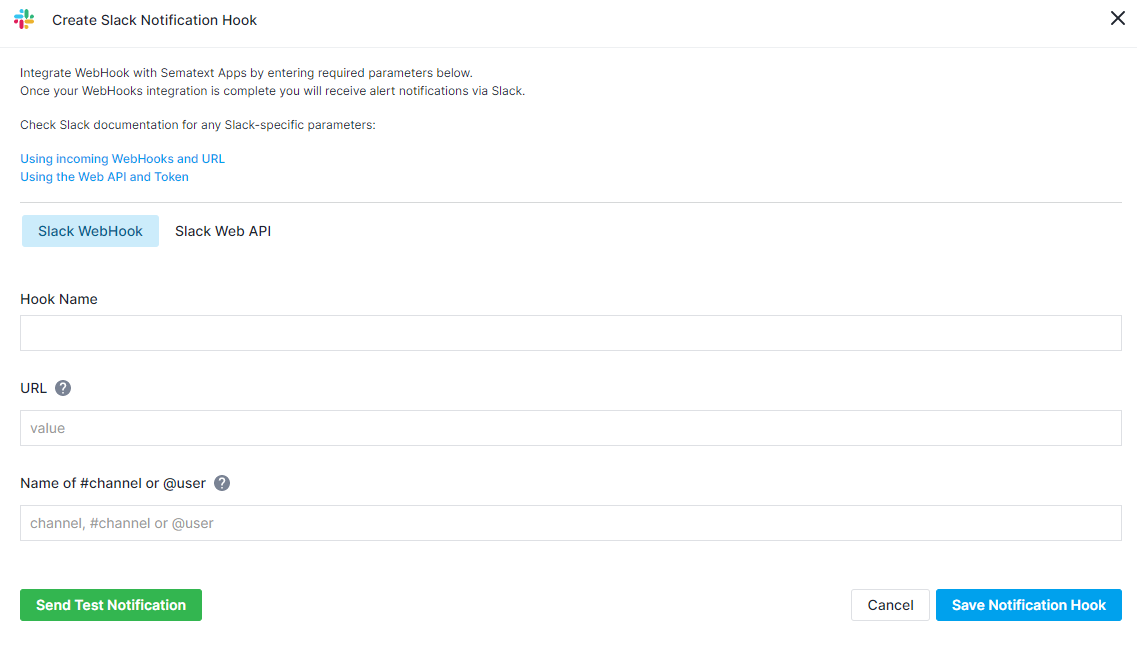 Create Slack Notification Hook
Integrate WebHook with Sematext Apps by entering required parameters below.
Once your WebHooks integration is complete you will receive alert notifications via Slack.
Check Slack documentation for any Slack-specific parameters:
Using incoming WebHooks and URL
Using the Web API and Token
Slack WebHook Slack Web API
Hook Name
URL ?
value
Name of #channel or @user ?
channel, #channel or @user
Send Test Notification Cancel Save Notification Hook